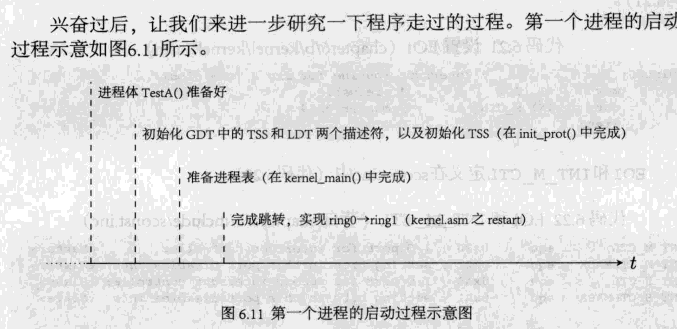 兴奋过后，让我们来进一步研究一下程序走过的过程。第一个进程的启动
过程示意如图6.11所示。
进程体 TestA() 准备好
初始化 GDT 中的 TSS 和 LDT 两个描述符，以及初始化 TSS（在 init_prot() 中完成）
准备进程表（在 kernel_main() 中完成）
完成跳转，实现 ring0→ring1（kernel.asm 之 restart）
t
图 6.11 第一个进程的启动过程示意图